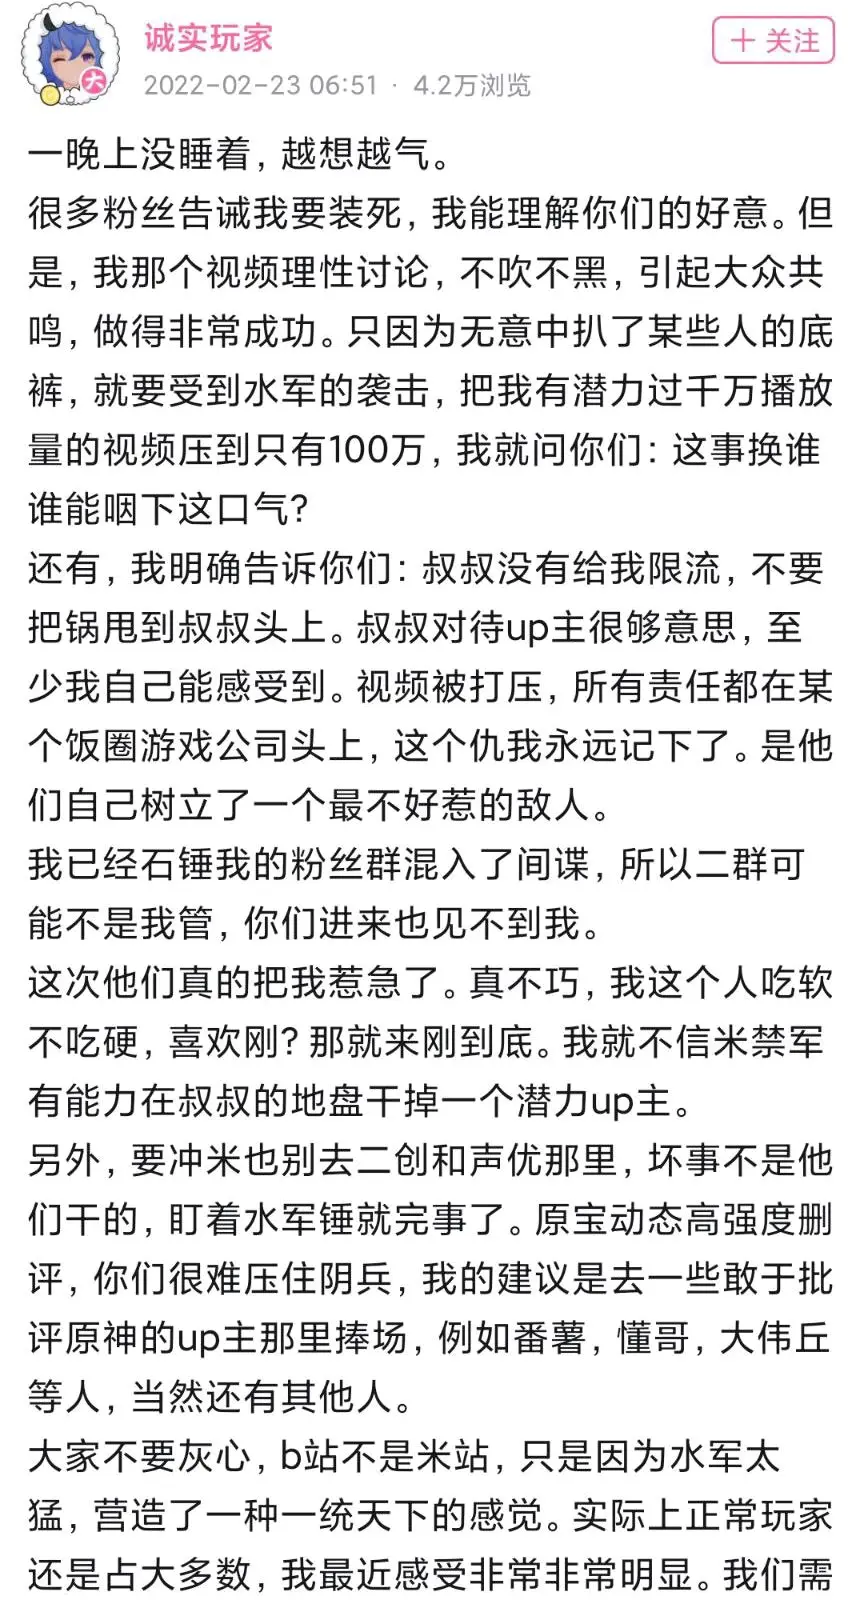 诚实玩家
＋ 关注
2022-02-23 06:51 · 4.2万浏览
大
一晚上没睡着，越想越气。
很多粉丝告诫我要装死，我能理解你们的好意。但
是，我那个视频理性讨论，不吹不黑，引起大众共
鸣，做得非常成功。只因为无意中扒了某些人的底
裤，就要受到水军的袭击，把我有潜力过千万播放
量的视频压到只有100万，我就问你们：这事换谁
谁能咽下这口气？
还有，我明确告诉你们：叔叔没有给我限流，不要
把锅甩到叔叔头上。叔叔对待up主很够意思，至
少我自己能感受到。视频被打压，所有责任都在某
个饭圈游戏公司头上，这个仇我永远记下了。是他
们自己树立了一个最不好惹的敌人。
我已经石锤我的粉丝群混入了间谍，所以二群可
能不是我管，你们进来也见不到我。
这次他们真的把我惹急了。真不巧，我这个人吃软
不吃硬，喜欢刚？那就来刚到底。我就不信米禁军
有能力在叔叔的地盘干掉一个潜力up主。
另外，要冲米也别去二创和声优那里，坏事不是他
们干的，盯着水军锤就完事了。原宝动态高强度删
评，你们很难压住阴兵，我的建议是去一些敢于批
评原神的up主那里捧场，例如番薯，懂哥，大伟丘
等人，当然还有其他人。
大家不要灰心，b站不是米站，只是因为水军太
猛，营造了一种一统天下的感觉。实际上正常玩家
还是占大多数，我最近感受非常非常明显。我们需